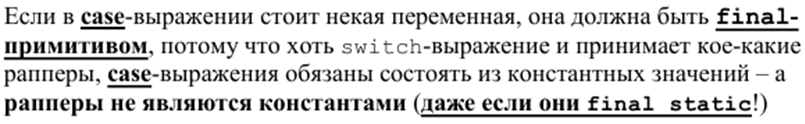 Если в case-выражении стоит некая переменная, она должна быть final-
примитивом, потому что хоть switch-выражение и принимает кое-какие
рапперы, case-выражения обязаны состоять из константных значений – а
рапперы не являются константами (даже если они final static!)